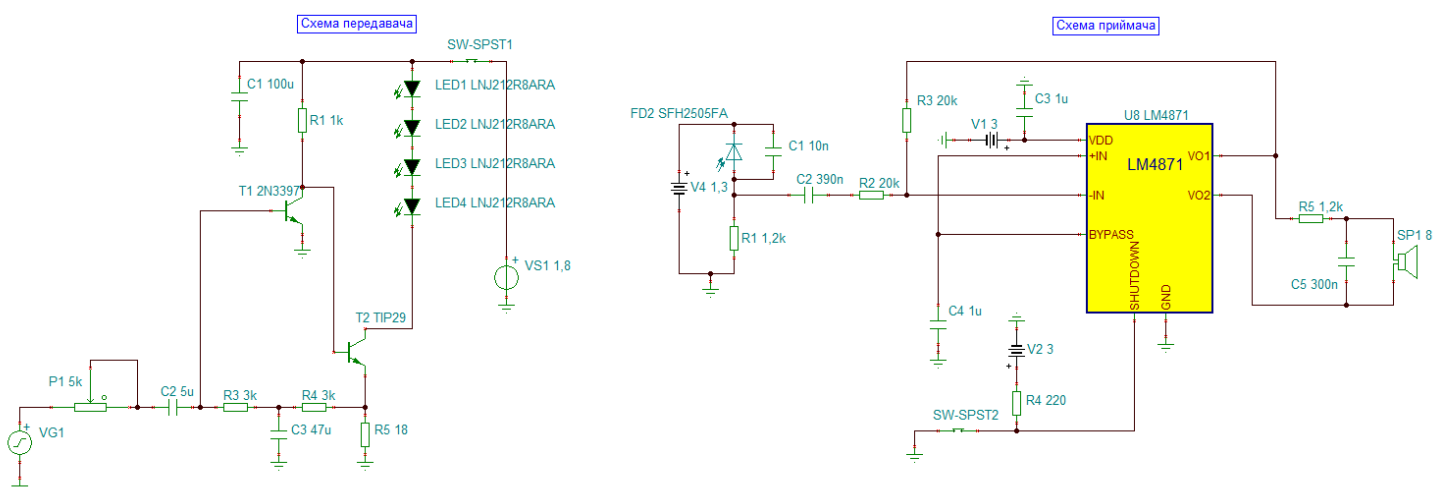 Схема передавача
SW-SPST1
C1 100u
R1 1k
LED1 LNJ212R8ARA
LED2 LNJ212R8ARA
LED3 LNJ212R8ARA
LED4 LNJ212R8ARA
T1 2N3397
+
VS1 1,8
T2 TIP29
P1 5k
C2 5u
R3 3k
R4 3k
+
VG1
C3 47u
R5 18
Схема приймача
FD2 SFH2505FA
R3 20k
C3 1u
V1 3
+
U8 LM4871
C1 10n
VDD
+IN
LM4871
VO1
+
V4 1,3
C2 390n
R2 20k
-IN
VO2
R1 1,2k
BYPASS
R5 1,2k
SP1 8
SHUTDOWN
GND
C5 300n
C4 1u
V2 3
+
R4 220
SW-SPST2